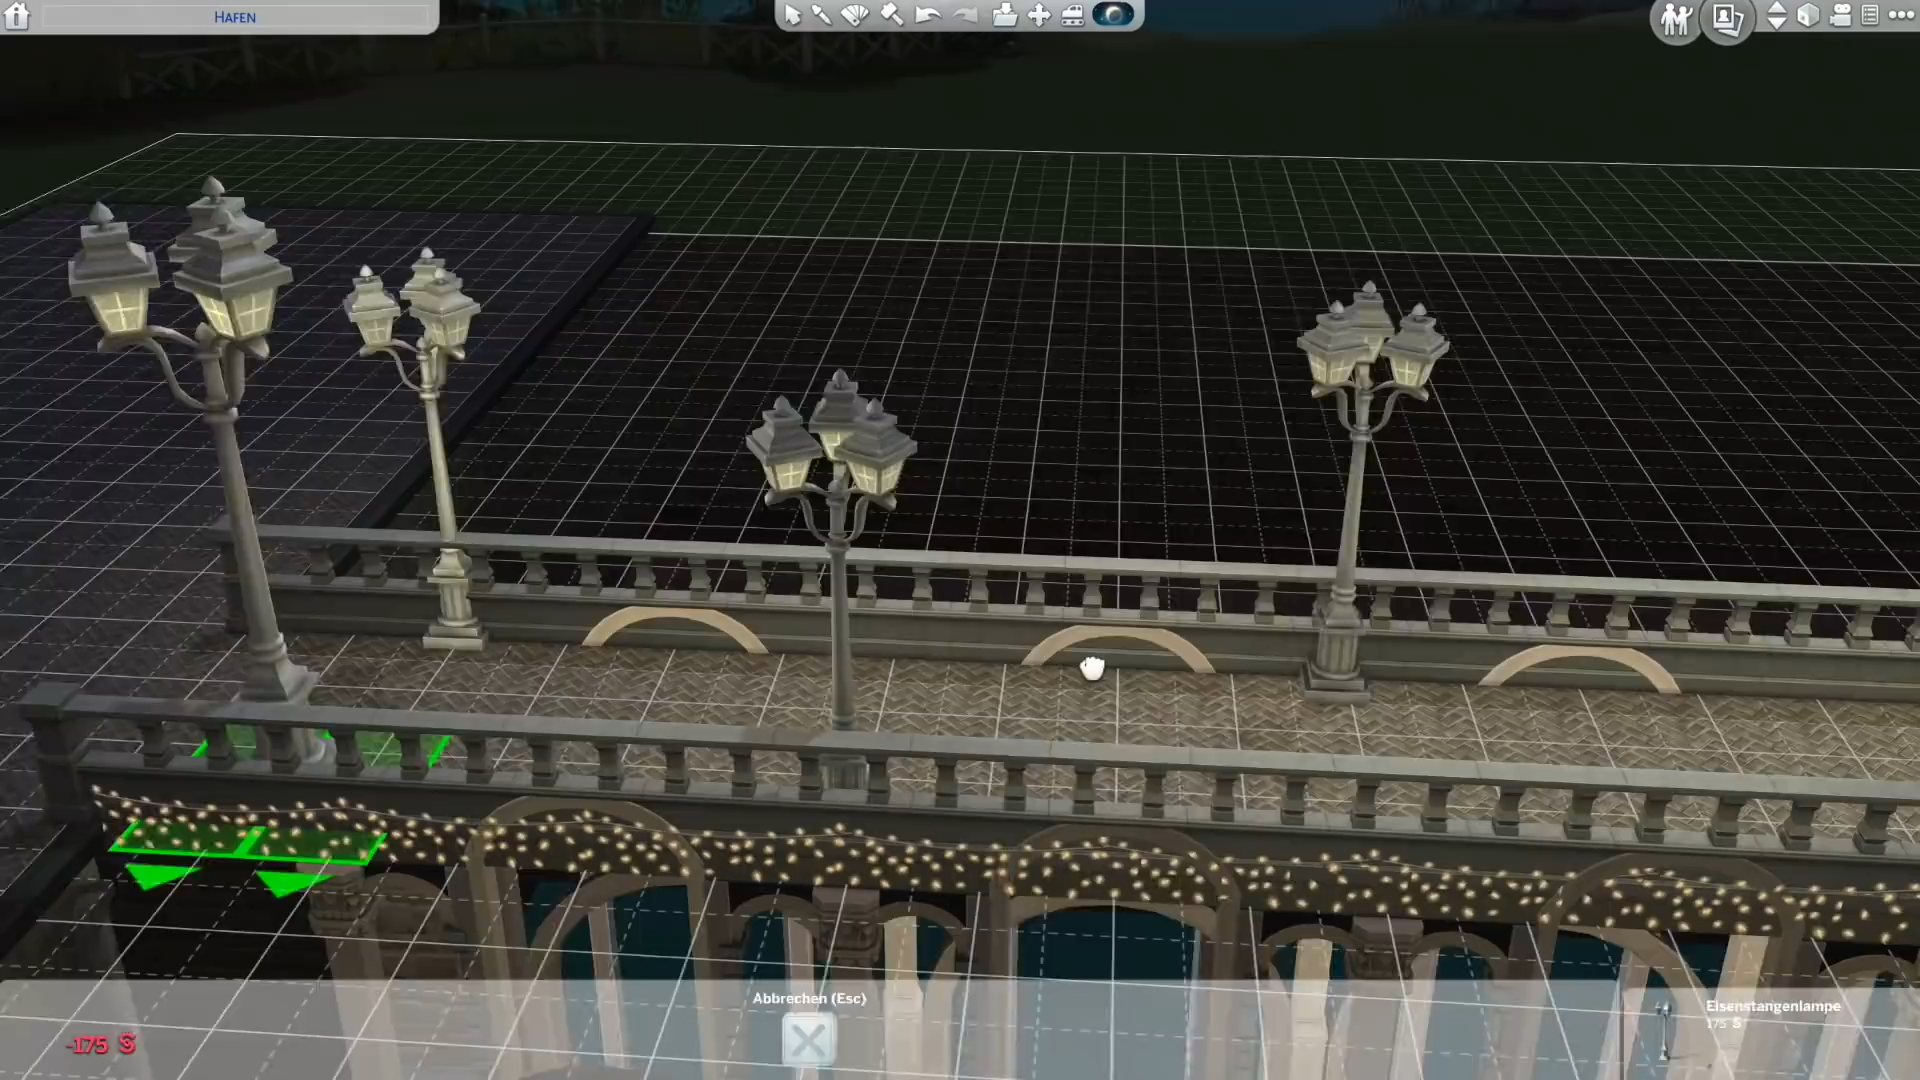 HAFEN
Abbrechen (Esc)
Eisenstangenlampe
175 §
-175 §